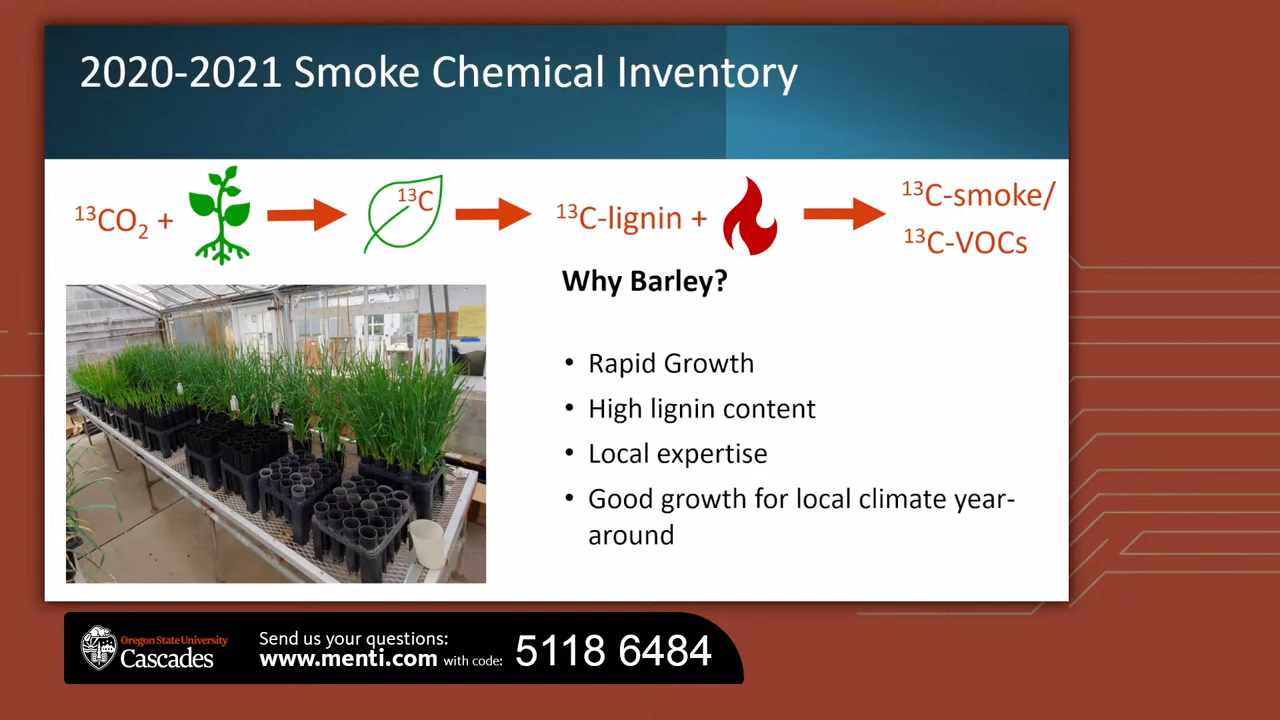 2020-2021 Smoke Chemical Inventory
¹³CO₂ +
¹³C
¹³C-lignin +
¹³C-smoke/
¹³C-VOCs
Why Barley?
• Rapid Growth
• High lignin content
• Local expertise
• Good growth for local climate year-
around
Oregon State University
Cascades
Send us your questions:
www.menti.com with code:
5118 6484